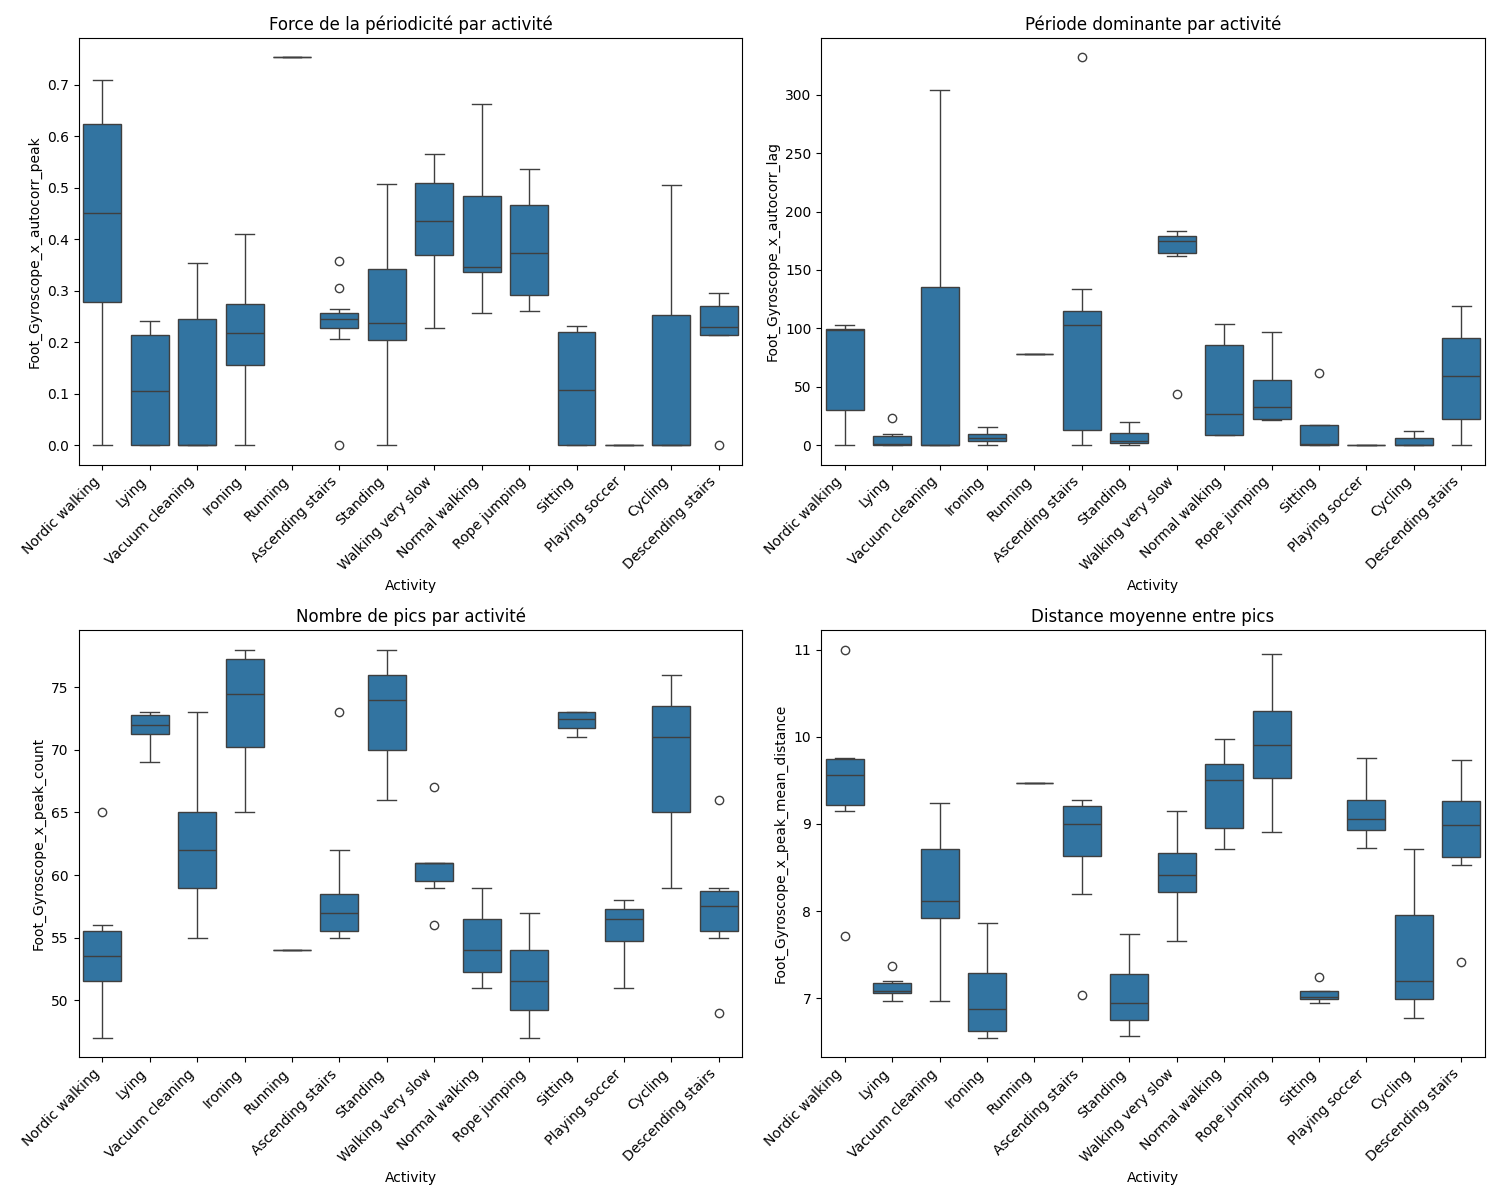 Force de la périodicité par activité
Foot_Gyroscope_x_autocorr_peak
0.7
0.6
0.5
0.4
0.3
0.2
0.1
0.0
Nordic walking
Lying
Vacuum cleaning
Ironing
Running
Ascending stairs
Standing
Walking very slow
Normal walking
Rope jumping
Sitting
Playing soccer
Cycling
Descending stairs
Activity
Période dominante par activité
Foot_Gyroscope_x_autocorr_lag
300
250
200
150
100
50
0
Nordic walking
Lying
Vacuum cleaning
Ironing
Running
Ascending stairs
Standing
Walking very slow
Normal walking
Rope jumping
Sitting
Playing soccer
Cycling
Descending stairs
Activity
Nombre de pics par activité
Foot_Gyroscope_x_peak_count
75
70
65
60
55
50
Nordic walking
Lying
Vacuum cleaning
Ironing
Running
Ascending stairs
Standing
Walking very slow
Normal walking
Rope jumping
Sitting
Playing soccer
Cycling
Descending stairs
Activity
Distance moyenne entre pics
Foot_Gyroscope_x_peak_mean_distance
11
10
9
8
7
Nordic walking
Lying
Vacuum cleaning
Ironing
Running
Ascending stairs
Standing
Walking very slow
Normal walking
Rope jumping
Sitting
Playing soccer
Cycling
Descending stairs
Activity